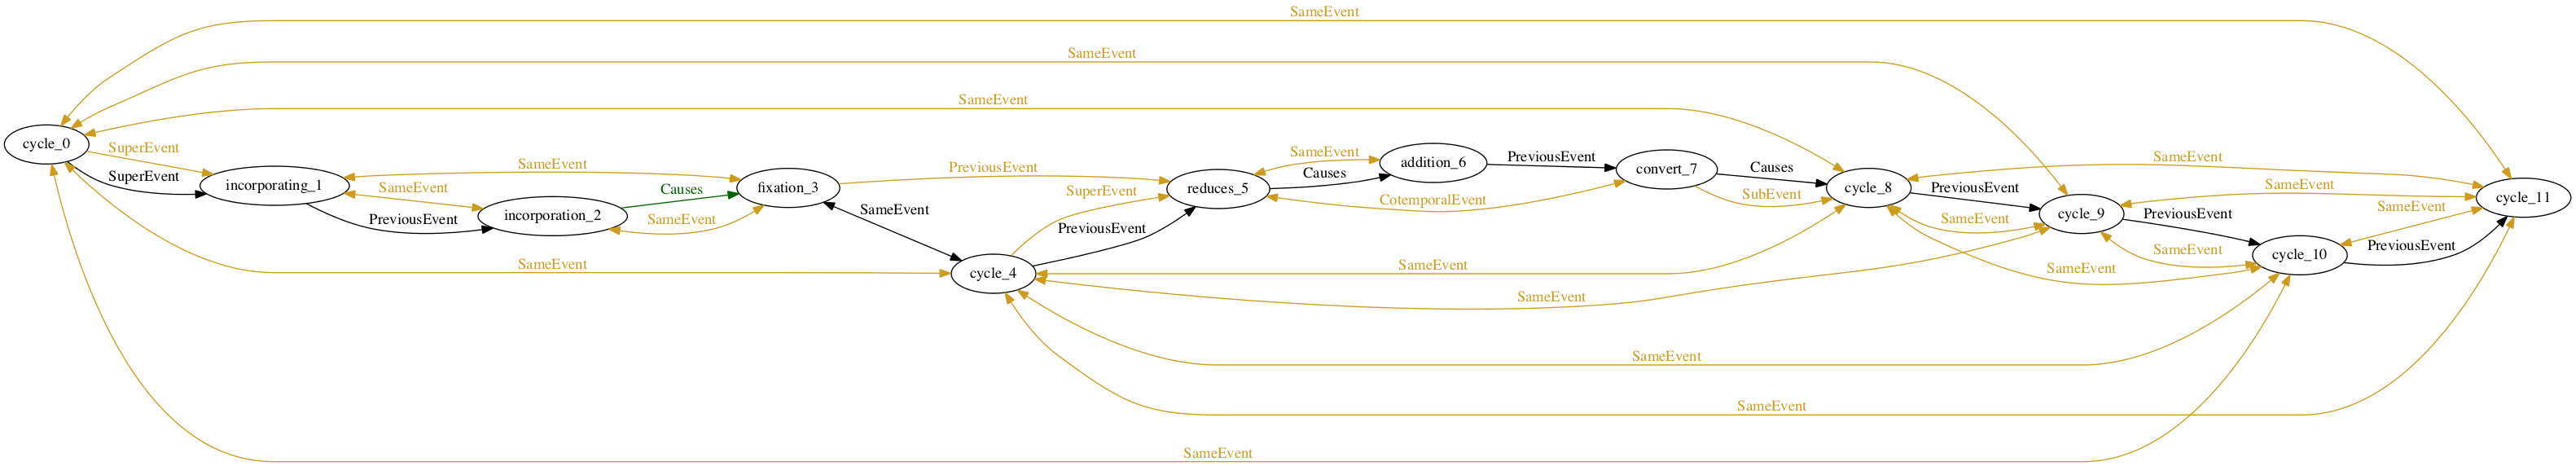 SameEvent
SameEvent
SameEvent
cycle_0
SuperEvent
SuperEvent
incorporating_1
SameEvent
SameEvent
PreviousEvent
incorporation_2
Causes
SameEvent
fixation_3
SameEvent
SameEvent
cycle_4
PreviousEvent
SuperEvent
PreviousEvent
reduces_5
SameEvent
Causes
CotemporalEvent
addition_6
PreviousEvent
convert_7
Causes
SubEvent
cycle_8
SameEvent
SameEvent
SameEvent
SameEvent
SameEvent
PreviousEvent
SameEvent
cycle_9
SameEvent
SameEvent
PreviousEvent
SameEvent
SameEvent
cycle_10
SameEvent
PreviousEvent
cycle_11